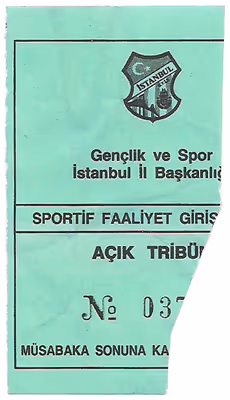 İSTANBUL
Gençlik ve Spor
İstanbul İl Başkanlığ
SPORTİF FAALİYET GİRİŞ
AÇIK TRİBÜ
№ 037
MÜSABAKA SONUNA KA